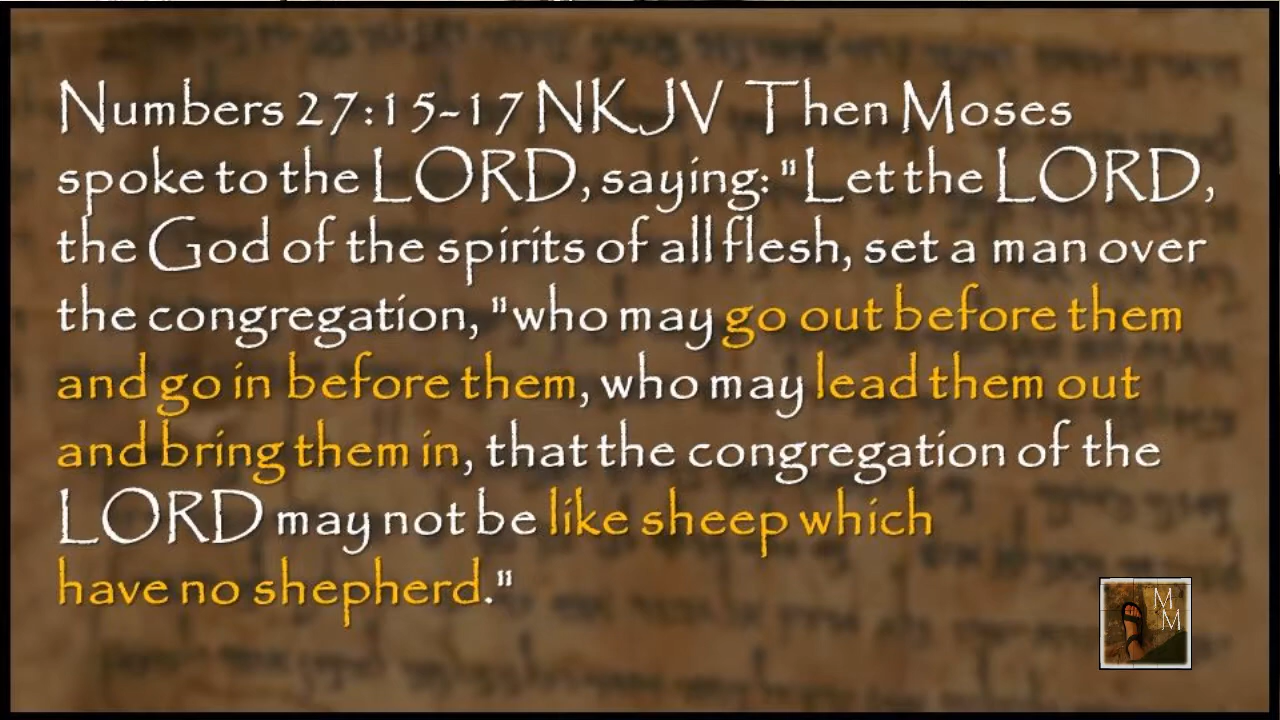 Numbers 27:15-17 NKJV Then Moses
spoke to the LORD, saying: "Let the LORD,
the God of the spirits of all flesh, set a man over
the congregation, "who may go out before them
and go in before them, who may lead them out
and bring them in, that the congregation of the
LORD may not be like sheep which
have no shepherd."
M
M